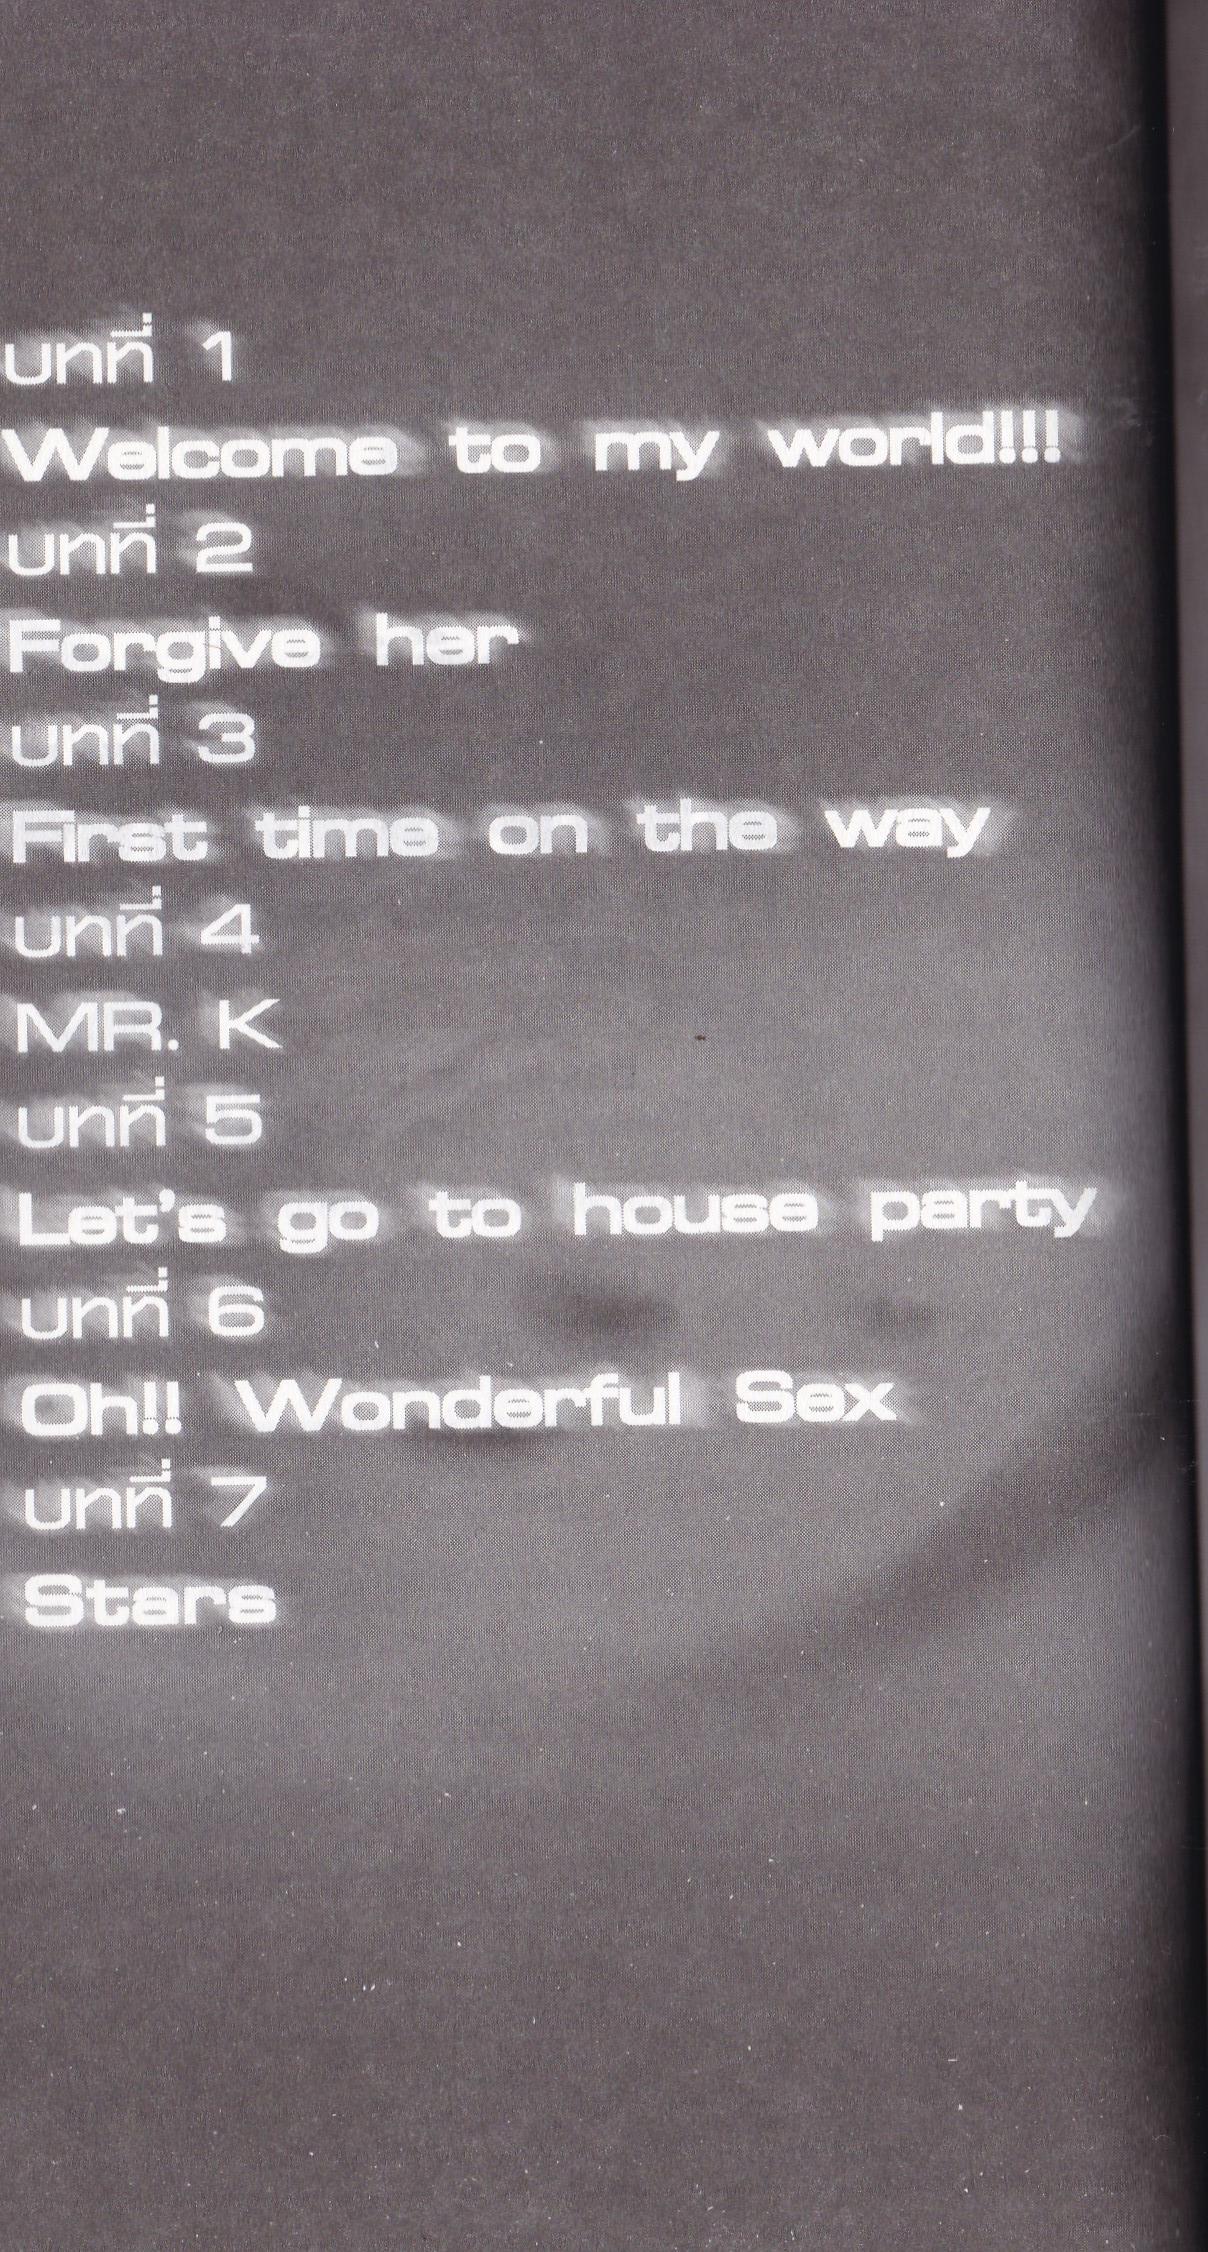 บทที่ 1
Welcome to my world!!!
บทที่ 2
Forgive her
บทที่ 3
First time on the way
บทที่ 4
MR. K
บทที่ 5
Let's go to house party
บทที่ 6
Oh!! Wonderful Sex
บทที่ 7
Stars